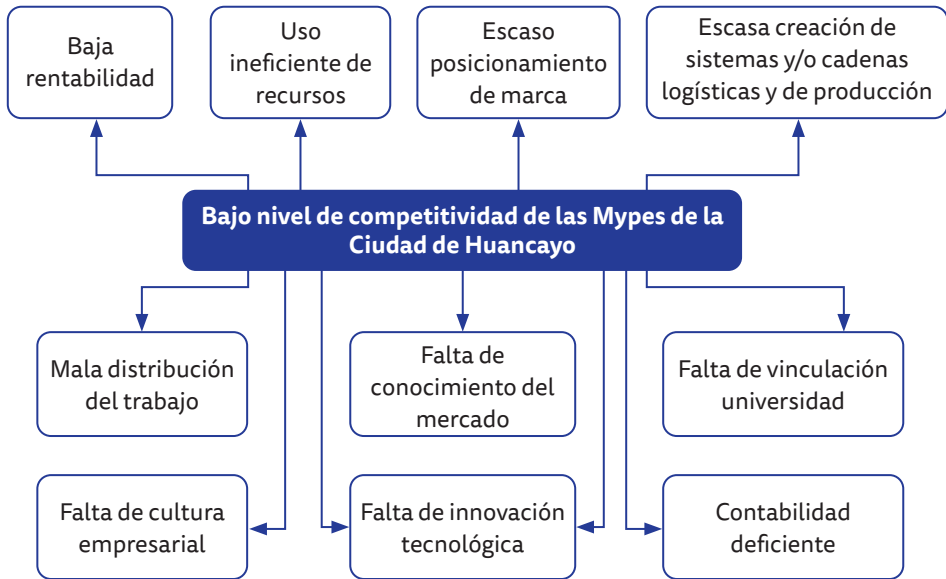 Baja
rentabilidad
Uso
ineficiente de
recursos
Escaso
posicionamiento
de marca
Escasa creación de
sistemas y/o cadenas
logísticas y de producción
Bajo nivel de competitividad de las Mypes de la
Ciudad de Huancayo
Mala distribución
del trabajo
Falta de
conocimiento del
mercado
Falta de vinculación
universidad
Falta de cultura
empresarial
Falta de innovación
tecnológica
Contabilidad
deficiente